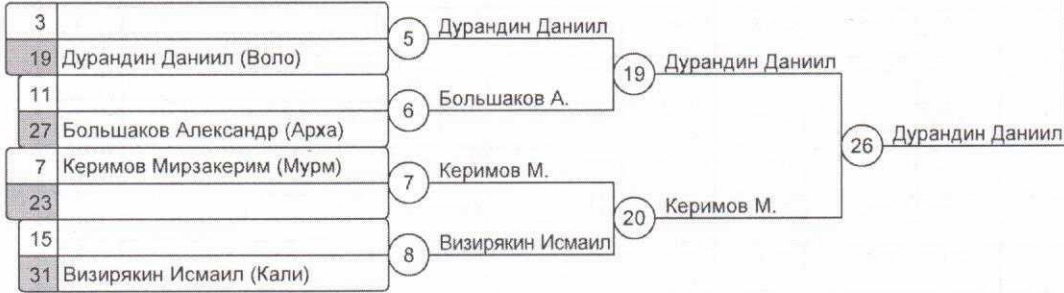 3
19 Дурандин Даниил (Воло)
11
27 Большаков Александр (Арха)
7 Керимов Мирзакерим (Мурм)
23
15
31 Визирякин Исмаил (Кали)
5 Дурандин Даниил
6 Большаков А.
7 Керимов М.
8 Визирякин Исмаил
19 Дурандин Даниил
20 Керимов М.
26 Дурандин Даниил